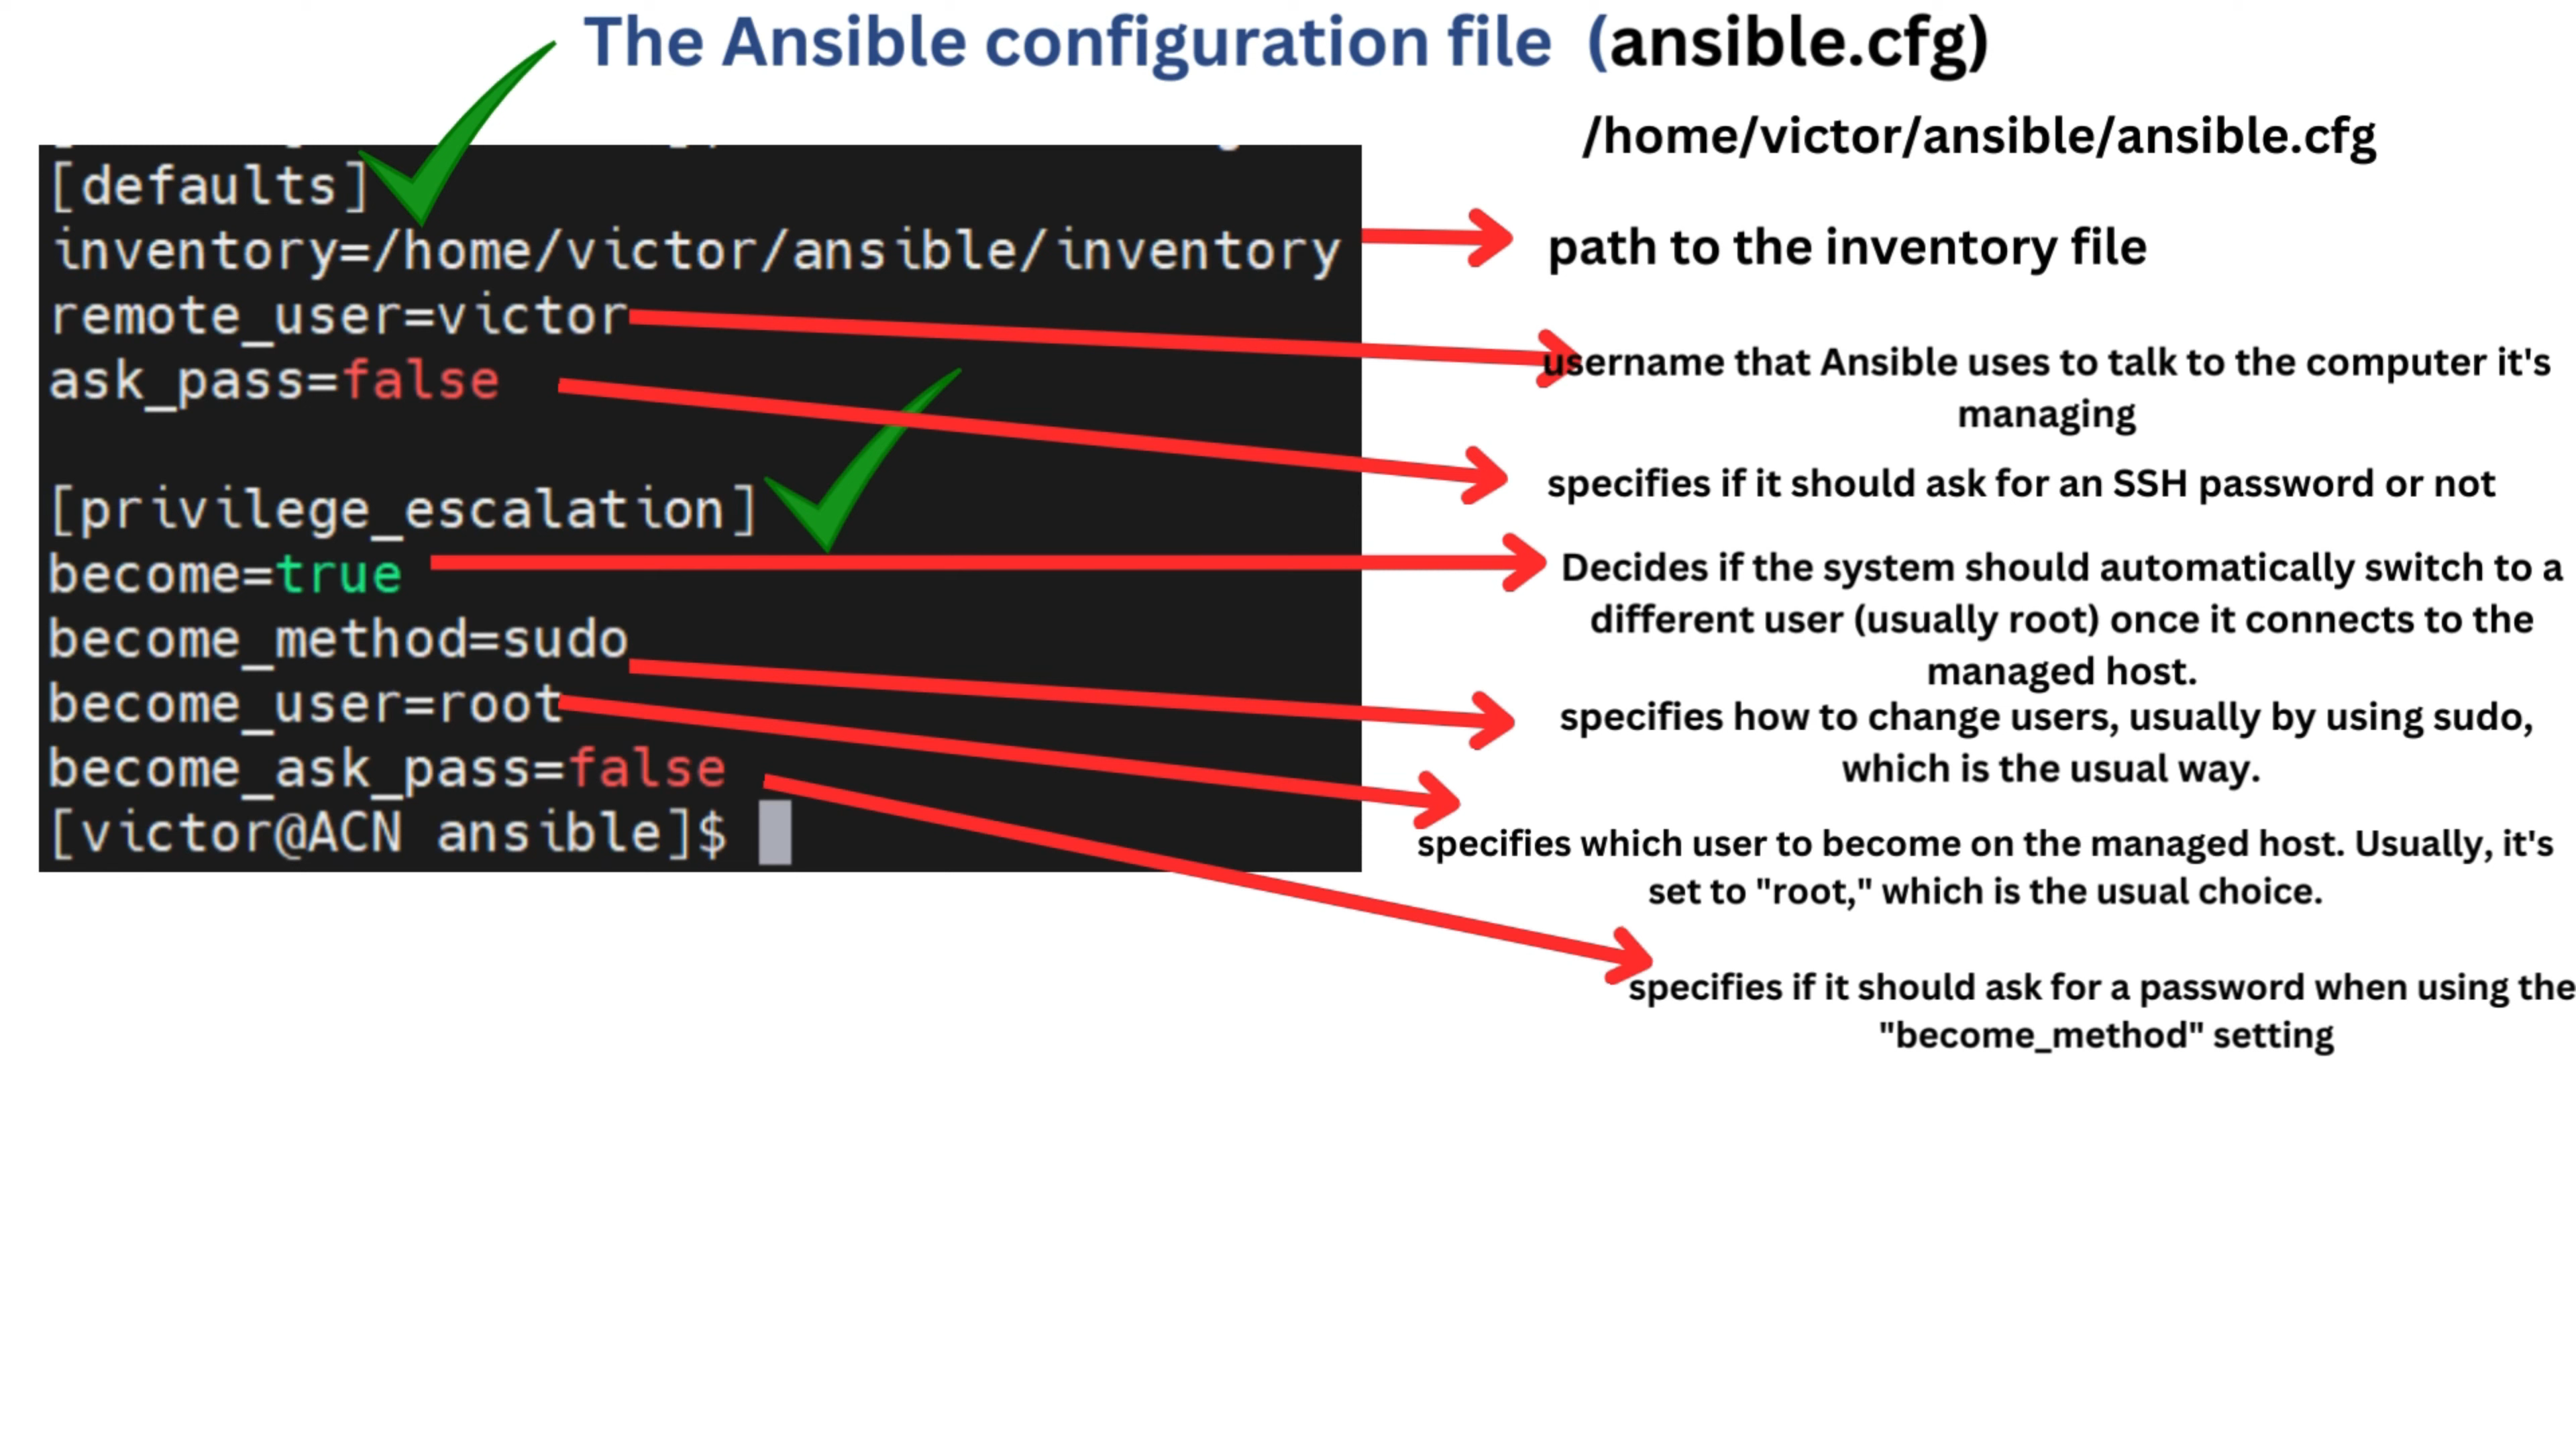 The Ansible configuration file (ansible.cfg)
/home/victor/ansible/ansible.cfg
[defaults]
inventory=/home/victor/ansible/inventory
remote_user=victor
ask_pass=false
[privilege_escalation]
become=true
become_method=sudo
become_user=root
become_ask_pass=false
[victor@ACN ansible]$
path to the inventory file
username that Ansible uses to talk to the computer it's
managing
specifies if it should ask for an SSH password or not
Decides if the system should automatically switch to a
different user (usually root) once it connects to the
managed host.
specifies how to change users, usually by using sudo,
which is the usual way.
specifies which user to become on the managed host. Usually, it's
set to "root," which is the usual choice.
specifies if it should ask for a password when using the
"become_method" setting